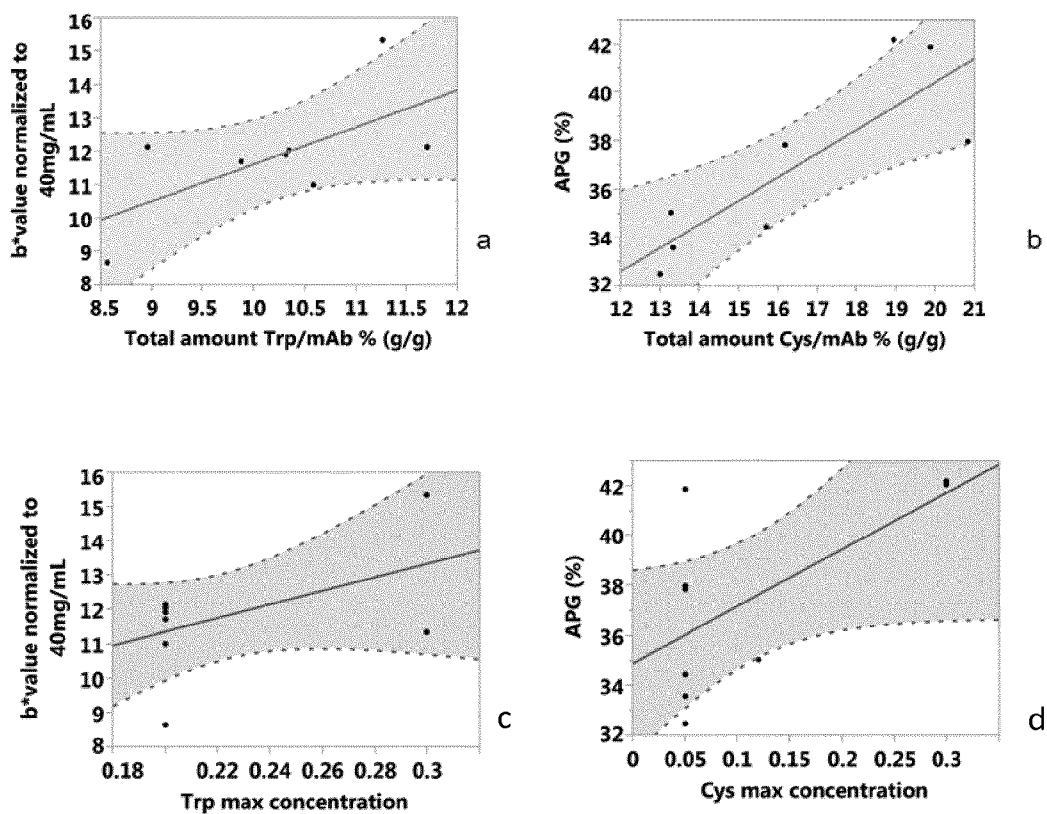 16
15
14
13
12
11
10
9
8
b*value normalized to
40mg/mL
8.5 9 9.5 10 10.5 11 11.5 12
Total amount Trp/mAb % (g/g)
a
42
40
38
36
34
32
APG (%)
12 13 14 15 16 17 18 19 20 21
Total amount Cys/mAb % (g/g)
b
16
15
14
13
12
11
10
9
8
b*value normalized to
40mg/mL
0.18 0.22 0.24 0.26 0.28 0.3
Trp max concentration
c
42
40
38
36
34
32
APG (%)
0 0.05 0.1 0.15 0.2 0.25 0.3
Cys max concentration
d